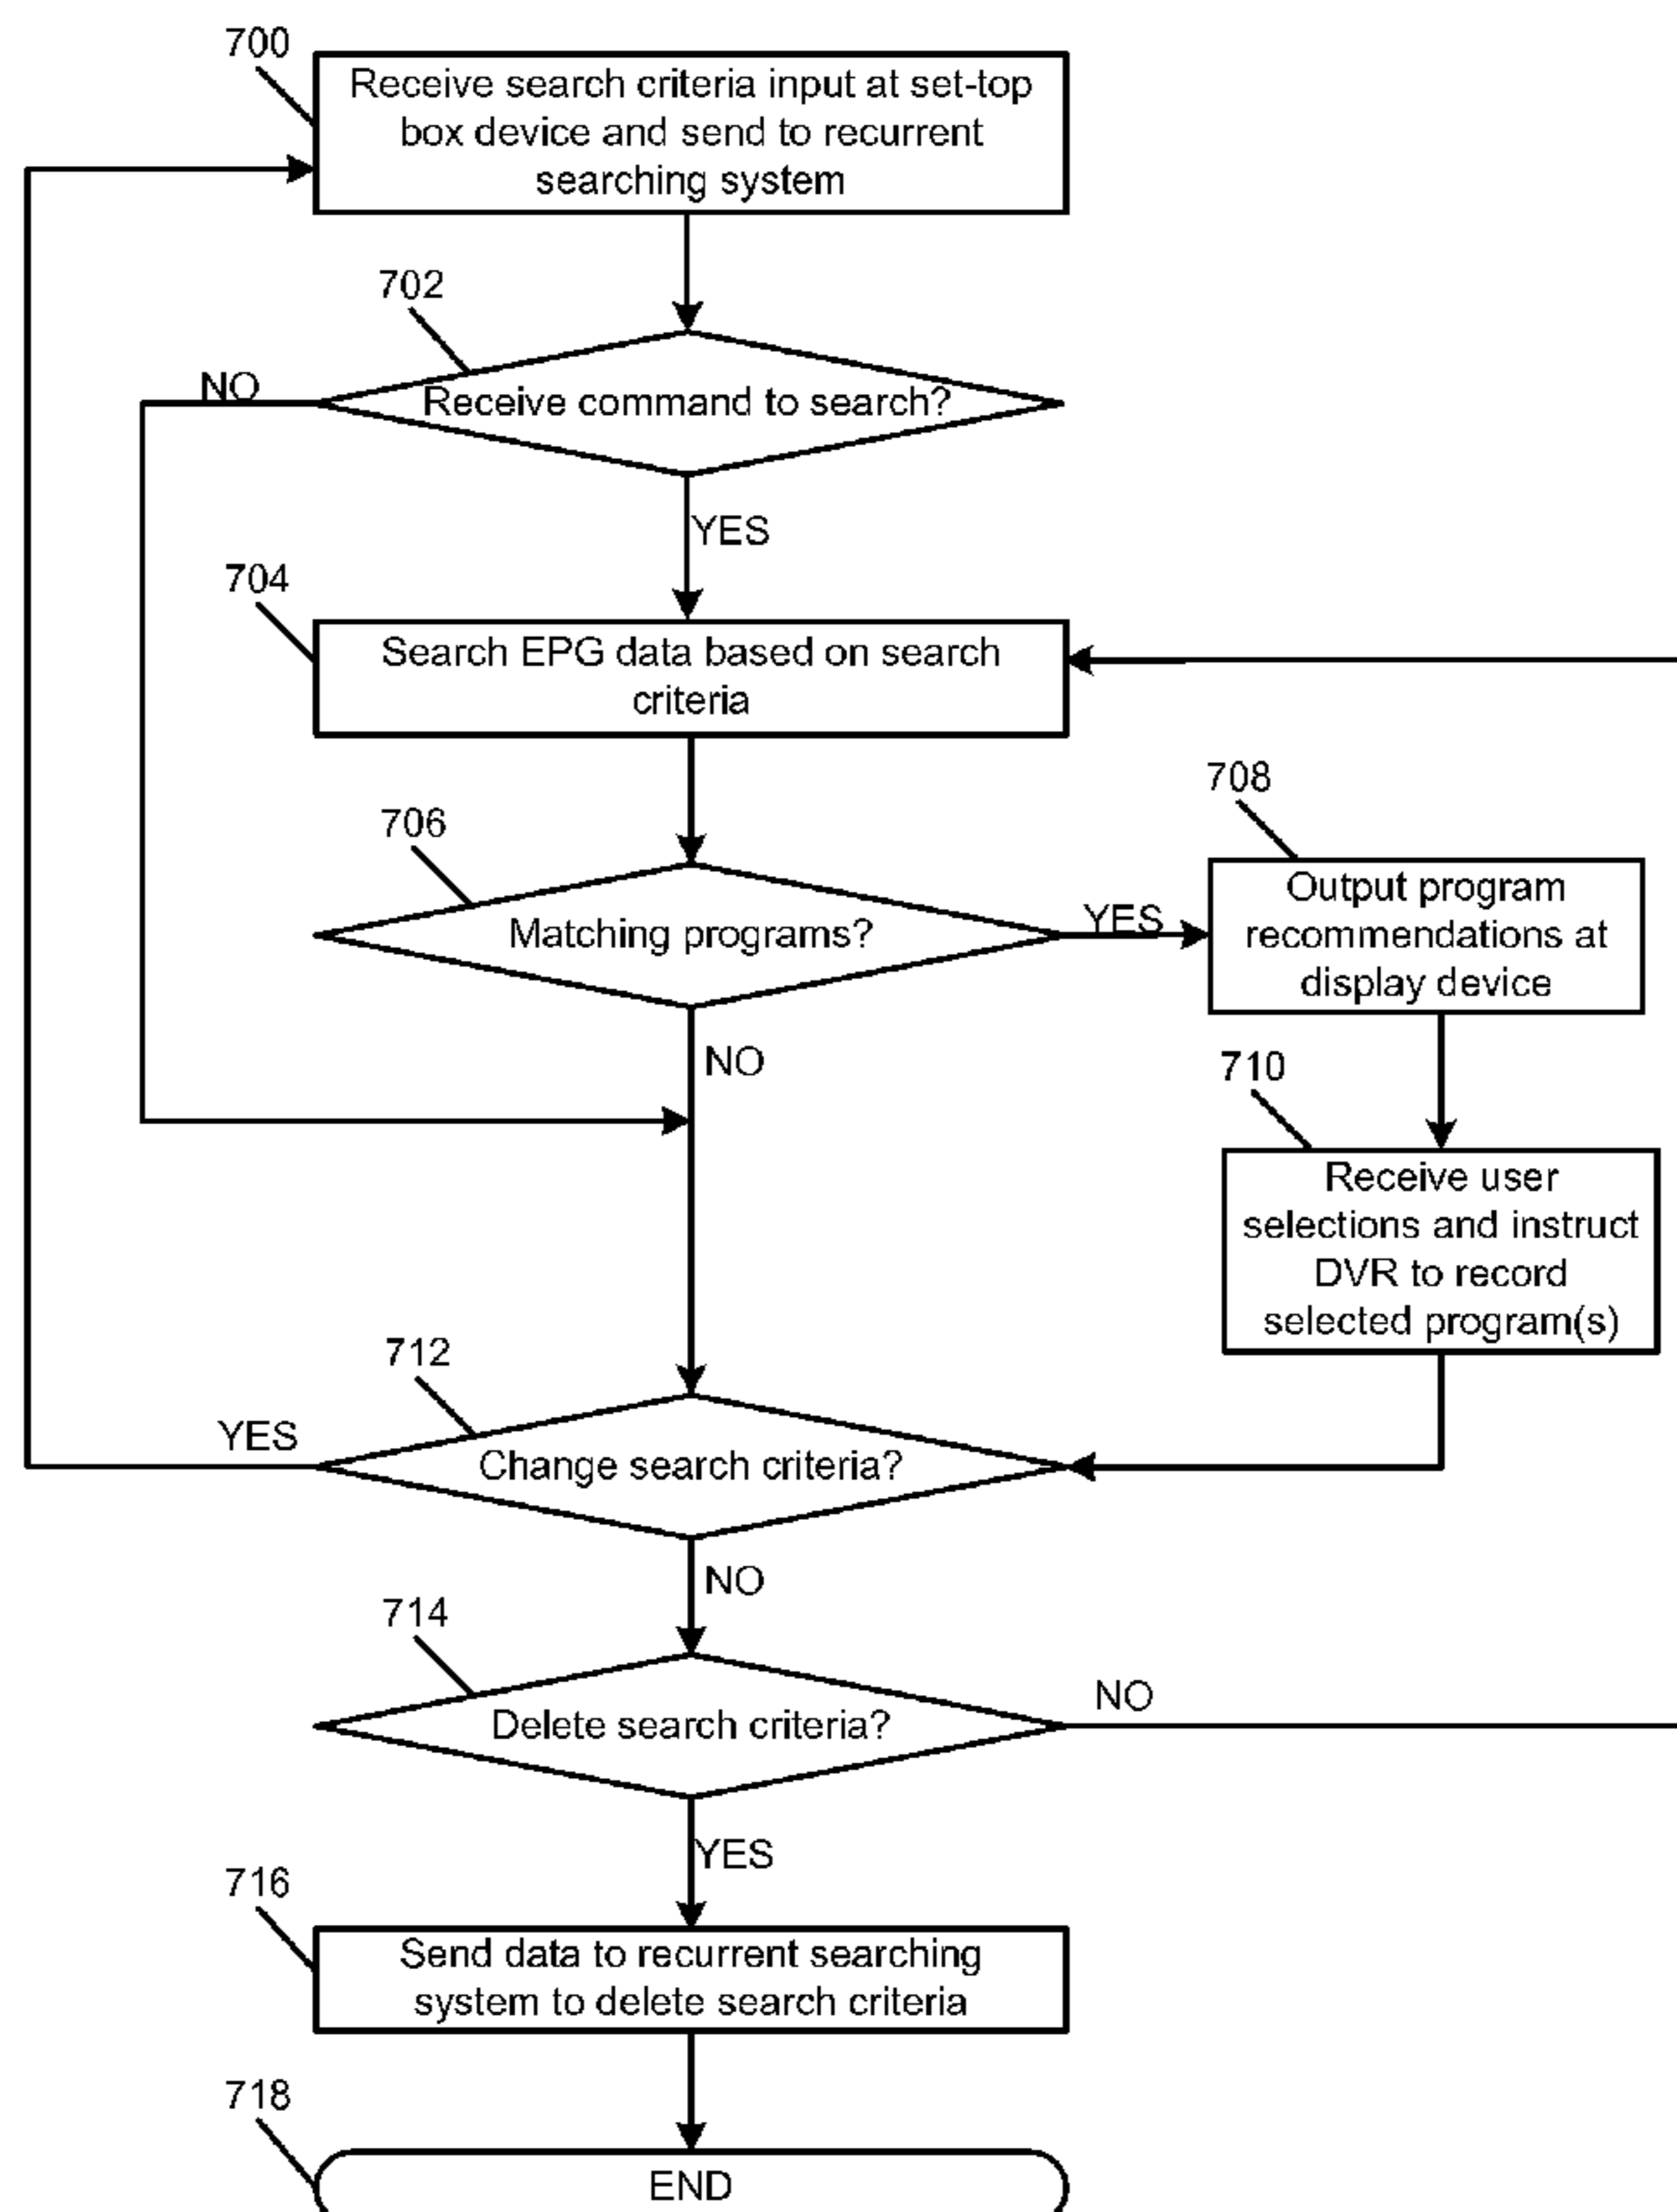 700
Receive search criteria input at set-top
box device and send to recurrent
searching system
702
NO
Receive command to search?
YES
704
Search EPG data based on search
criteria
708
706
Output program
recommendations at
display device
Matching programs?
YES
NO
710
Receive user
selections and instruct
DVR to record
selected program(s)
712
YES
Change search criteria?
NO
714
NO
Delete search criteria?
YES
716
Send data to recurrent searching
system to delete search criteria
718
END